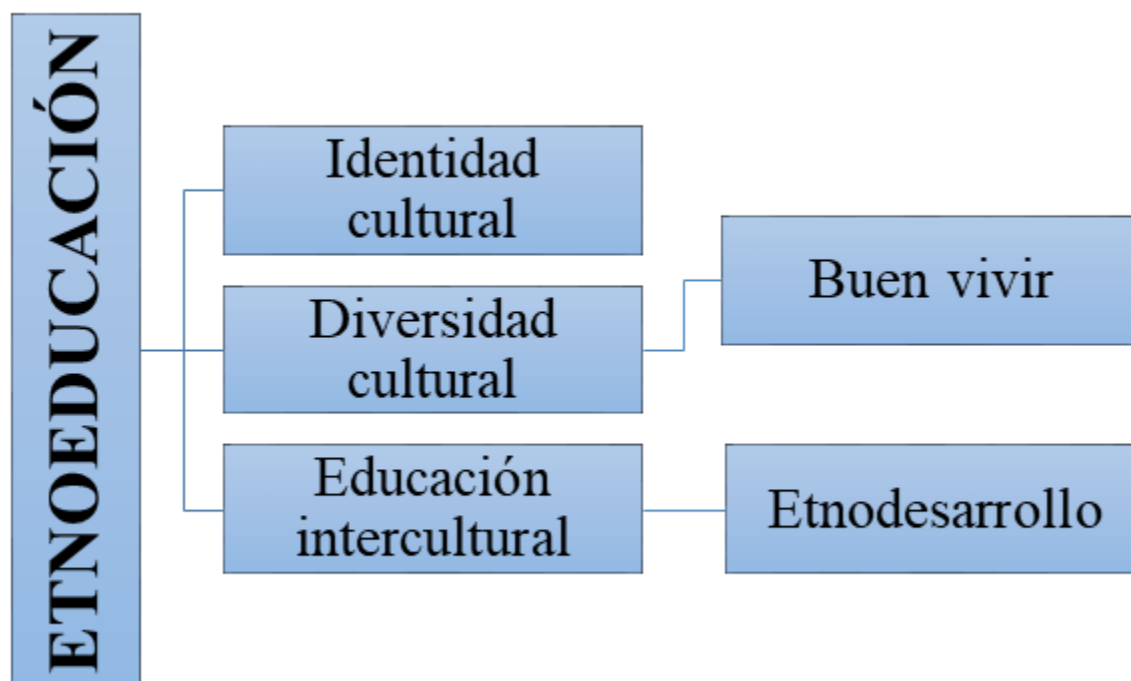 ETNOEDUCACIÓN
Identidad
cultural
Diversidad
cultural
Educación
intercultural
Buen vivir
Etnodesarrollo